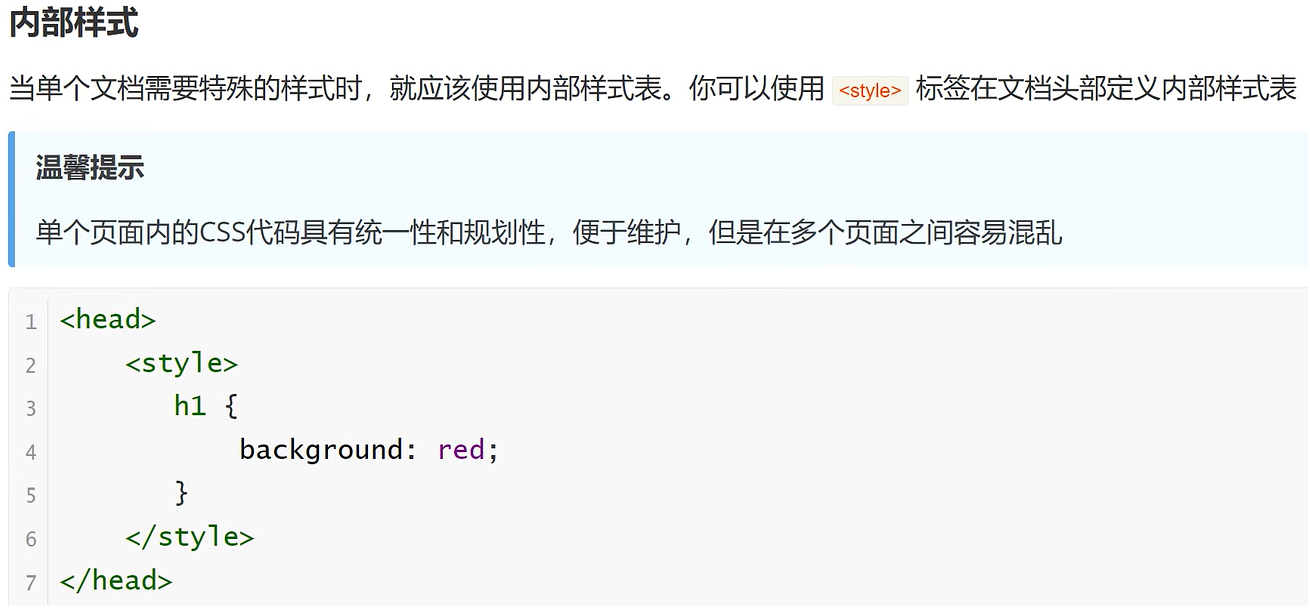 内部样式
当单个文档需要特殊的样式时，就应该使用内部样式表。你可以使用 <style> 标签在文档头部定义内部样式表
温馨提示
单个页面内的CSS代码具有统一性和规划性，便于维护，但是在多个页面之间容易混乱
1 <head>
2     <style>
3        h1 {
4            background: red;
5        }
6     </style>
7 </head>